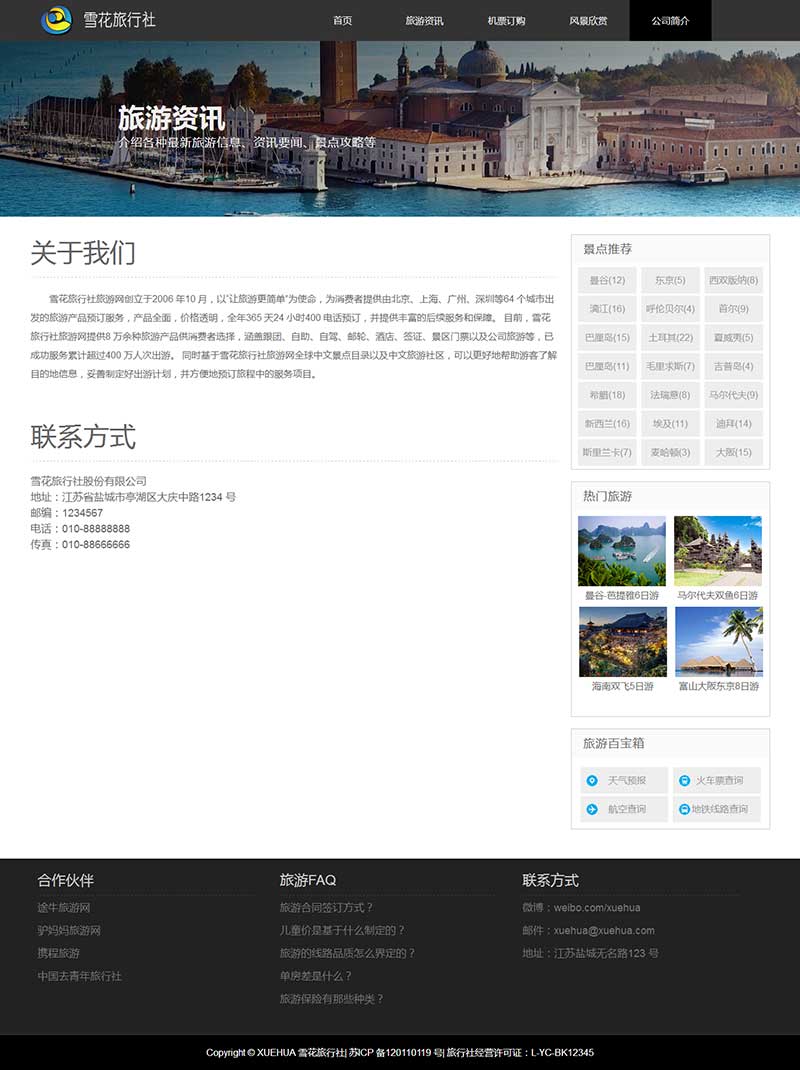 雪花旅行社
首页 旅游资讯 机票订购 风景欣赏 公司简介
旅游资讯
介绍各种最新旅游信息、资讯要闻、景点攻略等
关于我们
雪花旅行社旅游网创立于2006 年10 月，以“让旅游更简单”为使命，为消费者提供由北京、上海、广州、深圳等64 个城市出
发的旅游产品预订服务，产品全面，价格透明，全年365 天24 小时400 电话预订，并提供丰富的后续服务和保障。 目前，雪花
旅行社旅游网提供8 万余种旅游产品供消费者选择，涵盖跟团、自助、自驾、邮轮、酒店、签证、景区门票以及公司旅游等，已
成功服务累计超过400 万人次出游。 同时基于雪花旅行社旅游网全球中文景点目录以及中文旅游社区，可以更好地帮助游客了解
目的地信息，妥善制定好出游计划，并方便地预订旅程中的服务项目。
联系方式
雪花旅行社股份有限公司
地址：江苏省盐城市亭湖区大庆中路1234 号
邮编：1234567
电话：010-88888888
传真：010-88666666
景点推荐
曼谷(12) 东京(5) 西双版纳(8)
漓江(16) 呼伦贝尔(4) 首尔(9)
巴厘岛(15) 土耳其(22) 夏威夷(5)
巴厘岛(11) 毛里求斯(7) 吉普岛(4)
希腊(18) 法瑞意(8) 马尔代夫(9)
新西兰(16) 埃及(11) 迪拜(14)
斯里兰卡(7) 麦哈顿(3) 大阪(15)
热门旅游
曼谷-芭提雅6日游 马尔代夫双鱼6日游
海南双飞5日游 富山大阪东京8日游
旅游百宝箱
天气预报 火车票查询
航空查询 地铁线路查询
合作伙伴
途牛旅游网
驴妈妈旅游网
携程旅游
中国去青年旅行社
旅游FAQ
旅游合同签订方式？
儿童价是基于什么制定的？
旅游的线路品质怎么界定的？
单房差是什么？
旅游保险有那些种类？
联系方式
微博：weibo.com/xuehua
邮件：xuehua@xuehua.com
地址：江苏盐城无名路123 号
Copyright © XUEHUA 雪花旅行社| 苏ICP 备120110119 号| 旅行社经营许可证：L-YC-BK12345